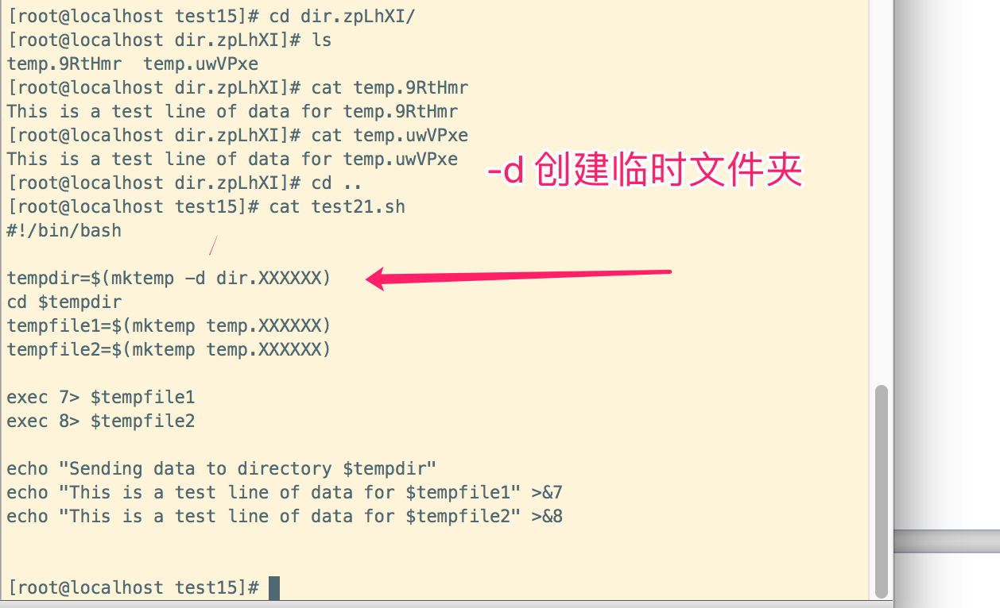 [root@localhost test15]# cd dir.zpLhXI/
[root@localhost dir.zpLhXI]# ls
temp.9RtHmr  temp.uwVPxe
[root@localhost dir.zpLhXI]# cat temp.9RtHmr
This is a test line of data for temp.9RtHmr
[root@localhost dir.zpLhXI]# cat temp.uwVPxe
This is a test line of data for temp.uwVPxe
-d 创建临时文件夹
[root@localhost dir.zpLhXI]# cd ..
[root@localhost test15]# cat test21.sh
#!/bin/bash
tempdir=$(mktemp -d dir.XXXXXX)
cd $tempdir
tempfile1=$(mktemp temp.XXXXXX)
tempfile2=$(mktemp temp.XXXXXX)
exec 7> $tempfile1
exec 8> $tempfile2
echo "Sending data to directory $tempdir"
echo "This is a test line of data for $tempfile1" >&7
echo "This is a test line of data for $tempfile2" >&8
[root@localhost test15]#